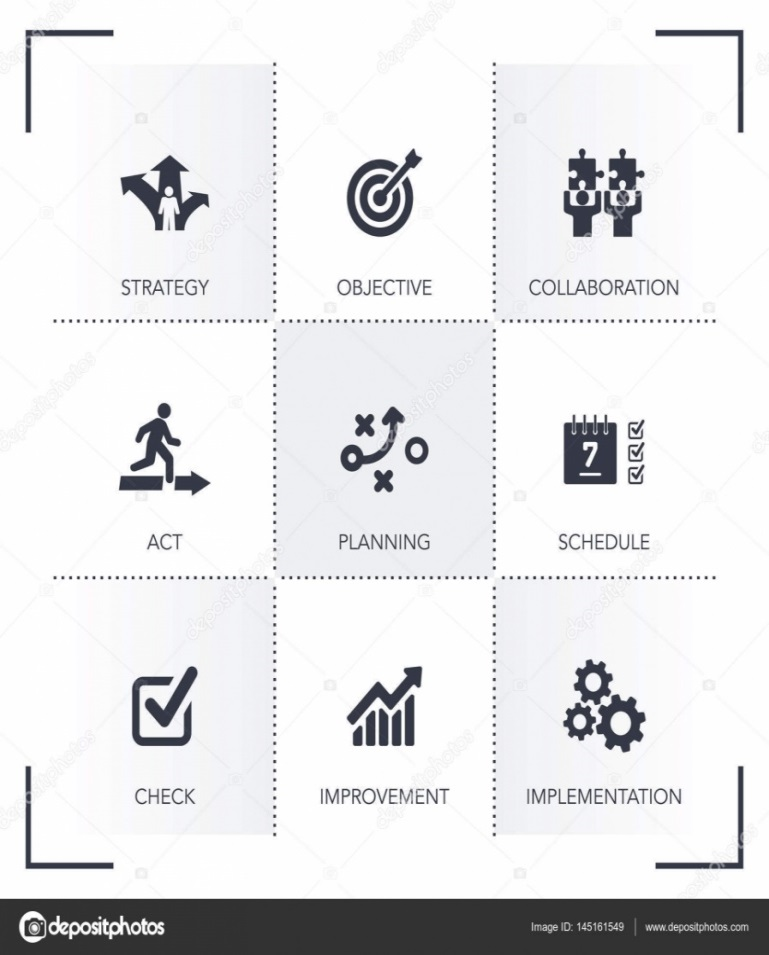 STRATEGY
OBJECTIVE
COLLABORATION
ACT
PLANNING
7
SCHEDULE
CHECK
IMPROVEMENT
IMPLEMENTATION
depositphotos
Image ID: 145161549
www.depositphotos.com